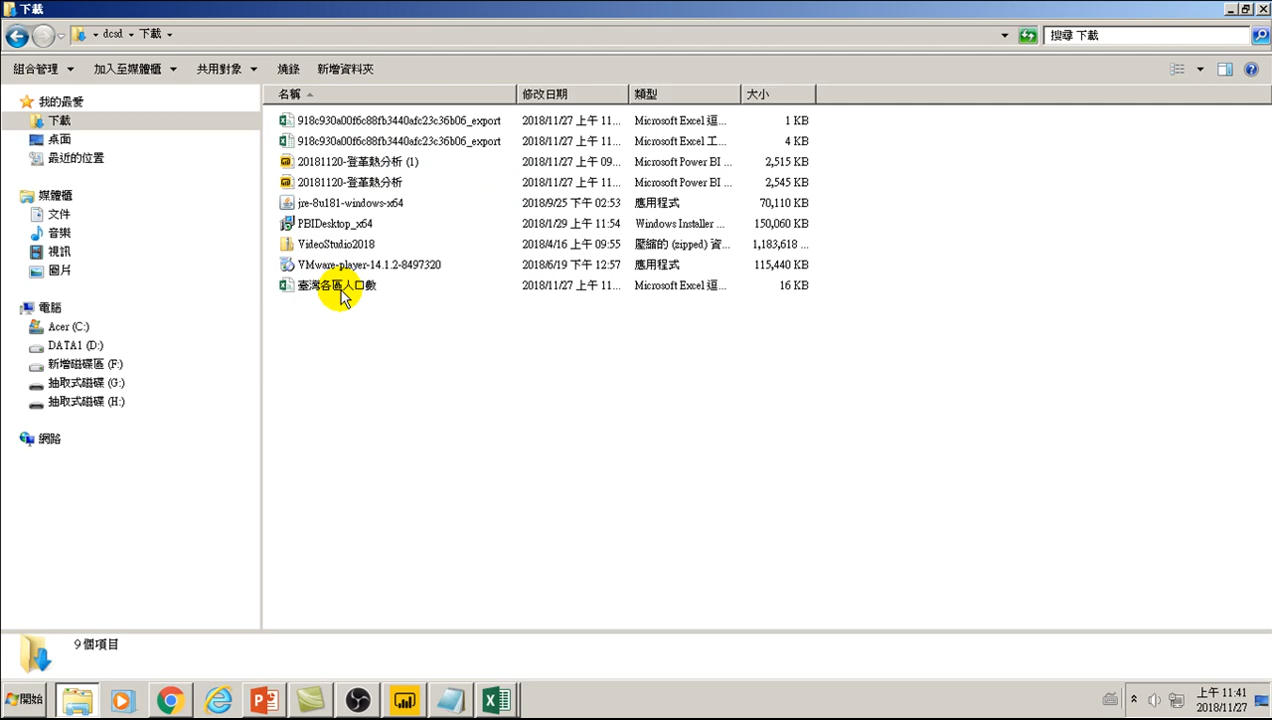 下載
dcsd 下載
搜尋 下載
組合管理 加入至媒體櫃 共用對象 燒錄 新增資料夾
我的最愛
下載
桌面
最近的位置
媒體櫃
文件
音樂
視訊
圖片
電腦
Acer (C:)
DATA1 (D:)
新增磁碟區 (F:)
抽取式磁碟 (G:)
抽取式磁碟 (H:)
網路
名稱 修改日期 類型 大小
918c930a00f6c88fb3440afc23c36b06_export 2018/11/27 上午 11... Microsoft Excel 逗... 1 KB
918c930a00f6c88fb3440afc23c36b06_export 2018/11/27 上午 11... Microsoft Excel 工... 4 KB
20181120-登革熱分析 (1) 2018/11/27 上午 09... Microsoft Power BI ... 2,515 KB
20181120-登革熱分析 2018/11/27 上午 11... Microsoft Power BI ... 2,545 KB
jre-8u181-windows-x64 2018/9/25 下午 02:53 應用程式 70,110 KB
PBIDesktop_x64 2018/1/29 上午 11:54 Windows Installer ... 150,060 KB
VideoStudio2018 2018/4/16 上午 09:55 壓縮的 (zipped) 資... 1,183,618 ...
VMware-player-14.1.2-8497320 2018/6/19 下午 12:57 應用程式 115,440 KB
臺灣各區人口數 2018/11/27 上午 11... Microsoft Excel 逗... 16 KB
9 個項目
開始
上午 11:41
2018/11/27